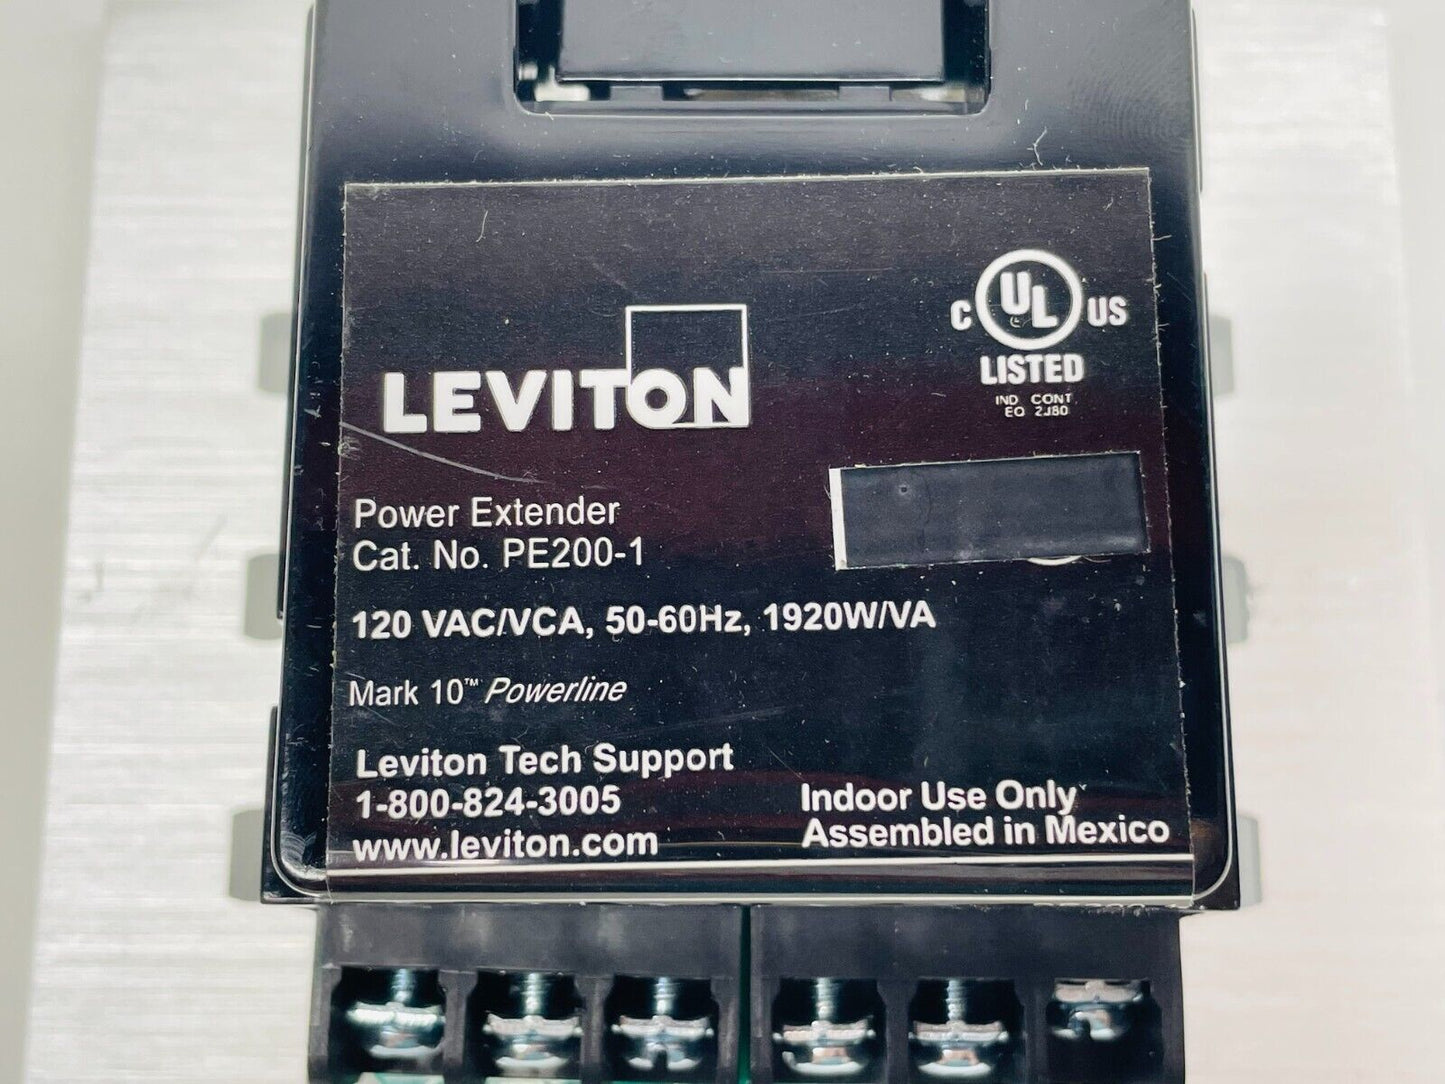 LEVITON
C UL US
LISTED
IND CONT
EQ 2J80
Power Extender
Cat. No. PE200-1
120 VAC/VCA, 50-60Hz, 1920W/VA
Mark 10™ Powerline
Leviton Tech Support
1-800-824-3005
www.leviton.com
Indoor Use Only
Assembled in Mexico